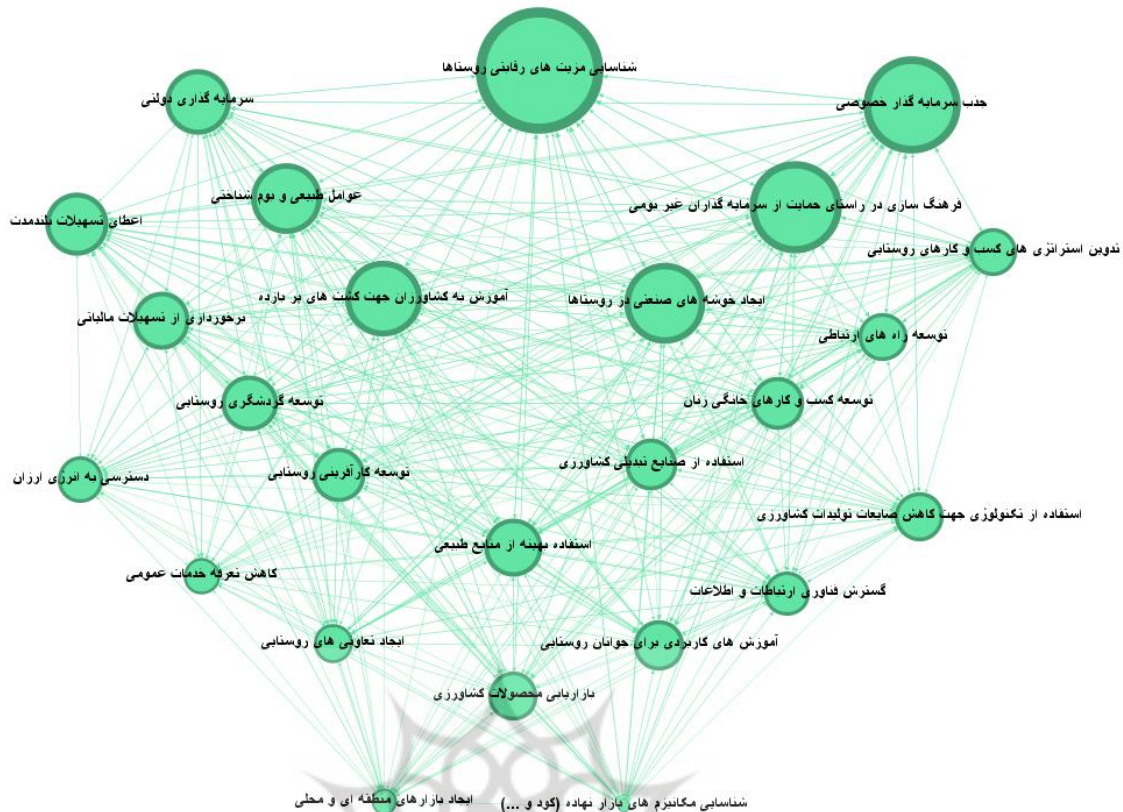 شناسایی مزیت های رقابتی روستاها
سرمایه گذاری دولتی
جذب سرمایه گذار خصوصی
عوامل طبیعی و بوم شناختی
فرهنگ سازی در راستای حمایت از سرمایه گذاران غیر بومی
اعطای تسهیلات بلندمدت
تدوین استراتژی های کسب و کارهای روستایی
آموزش به کشاورزان جهت کشت های پر بازده
ایجاد خوشه های صنعتی در روستاها
برخورداری از تسهیلات مالیاتی
توسعه راه های ارتباطی
توسعه گردشگری روستایی
توسعه کسب و کارهای خانگی زنان
استفاده از صنایع تبدیلی کشاورزی
توسعه کارآفرینی روستایی
دسترسی به انرژی ارزان
استفاده از تکنولوژی جهت کاهش ضایعات تولیدات کشاورزی
استفاده بهینه از منابع طبیعی
کاهش تعرفه خدمات عمومی
گسترش فناوری ارتباطات و اطلاعات
ایجاد تعاونی های روستایی
آموزش های کاربردی برای جوانان روستایی
بازاریابی محصولات کشاورزی
ایجاد بازارهای منطقه ای و محلی
شناسایی مکانیزم های بازار نهاده (کود و ...)